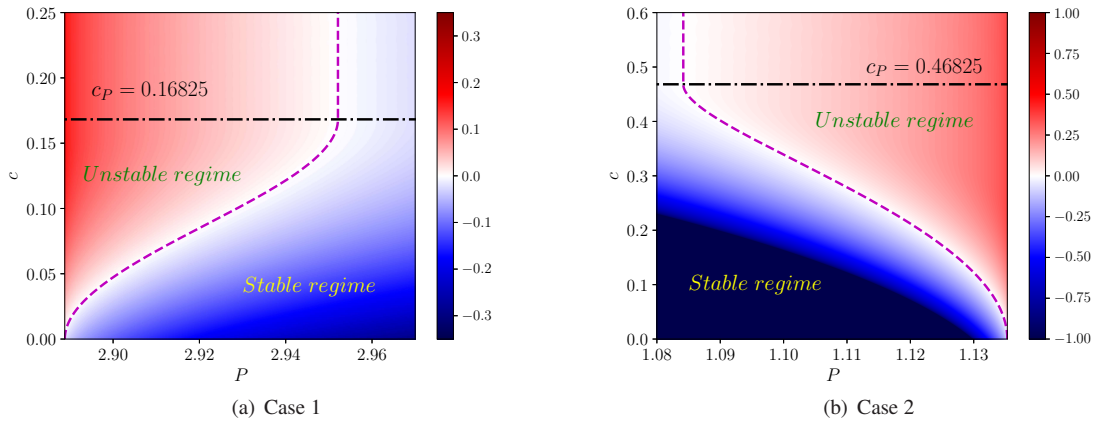 0.25
0.20
0.15
0.10
0.05
0.00
c
c_P = 0.16825
Unstable regime
Stable regime
2.90 2.92 2.94 2.96
P
0.3
0.2
0.1
0.0
−0.1
−0.2
−0.3
(a) Case 1
0.6
0.5
0.4
0.3
0.2
0.1
0.0
c
c_P = 0.46825
Unstable regime
Stable regime
1.08 1.09 1.10 1.11 1.12 1.13
P
1.00
0.75
0.50
0.25
0.00
−0.25
−0.50
−0.75
−1.00
(b) Case 2